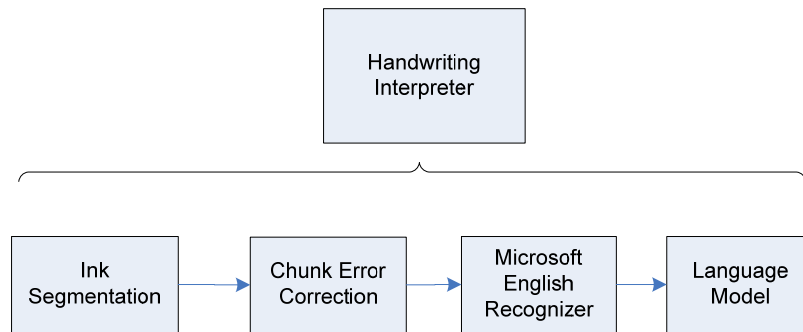 Handwriting
Interpreter
Ink
Segmentation
Chunk Error
Correction
Microsoft
English
Recognizer
Language
Model